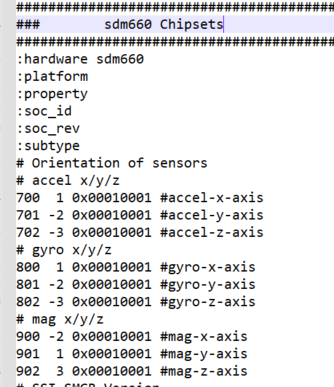 ########################################
###        sdm660 Chipsets
########################################
:hardware sdm660
:platform
:property
:soc_id
:soc_rev
:subtype
# Orientation of sensors
# accel x/y/z
700  1 0x00010001 #accel-x-axis
701 -2 0x00010001 #accel-y-axis
702 -3 0x00010001 #accel-z-axis
# gyro x/y/z
800  1 0x00010001 #gyro-x-axis
801 -2 0x00010001 #gyro-y-axis
802 -3 0x00010001 #gyro-z-axis
# mag x/y/z
900 -2 0x00010001 #mag-x-axis
901  1 0x00010001 #mag-y-axis
902  3 0x00010001 #mag-z-axis
# SSI SMGR Version